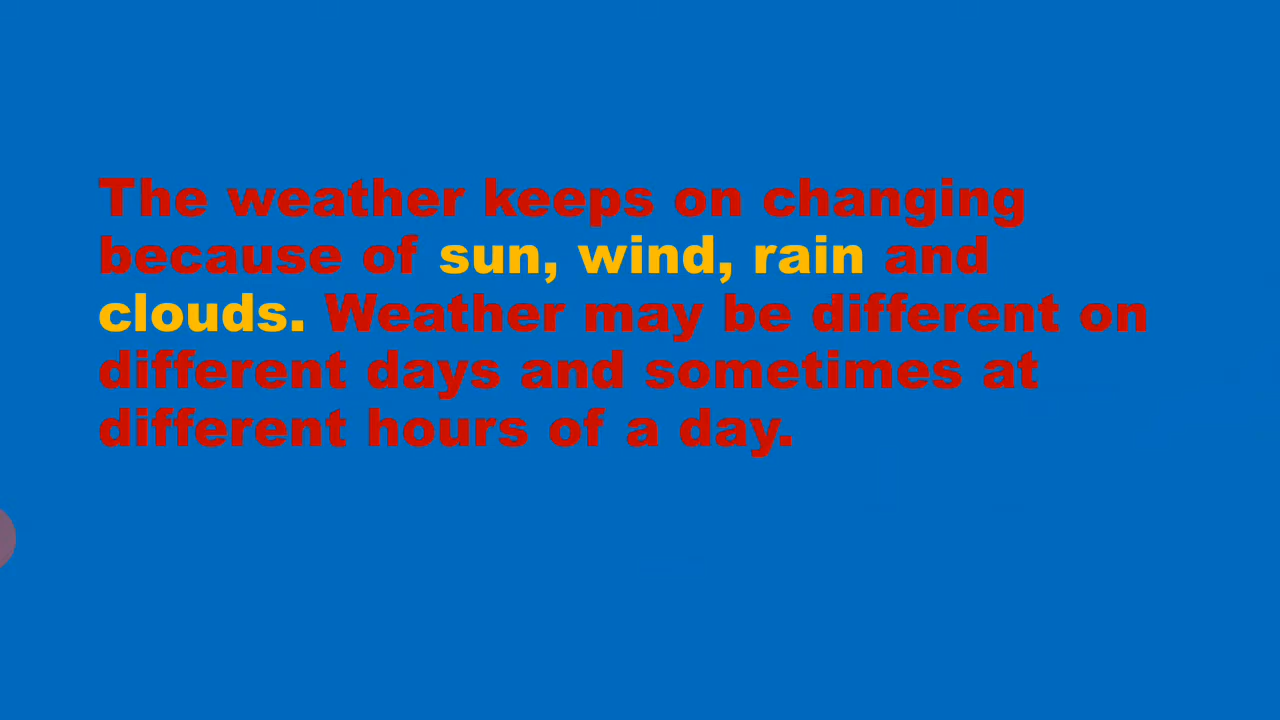 The weather keeps on changing
because of sun, wind, rain and
clouds. Weather may be different on
different days and sometimes at
different hours of a day.